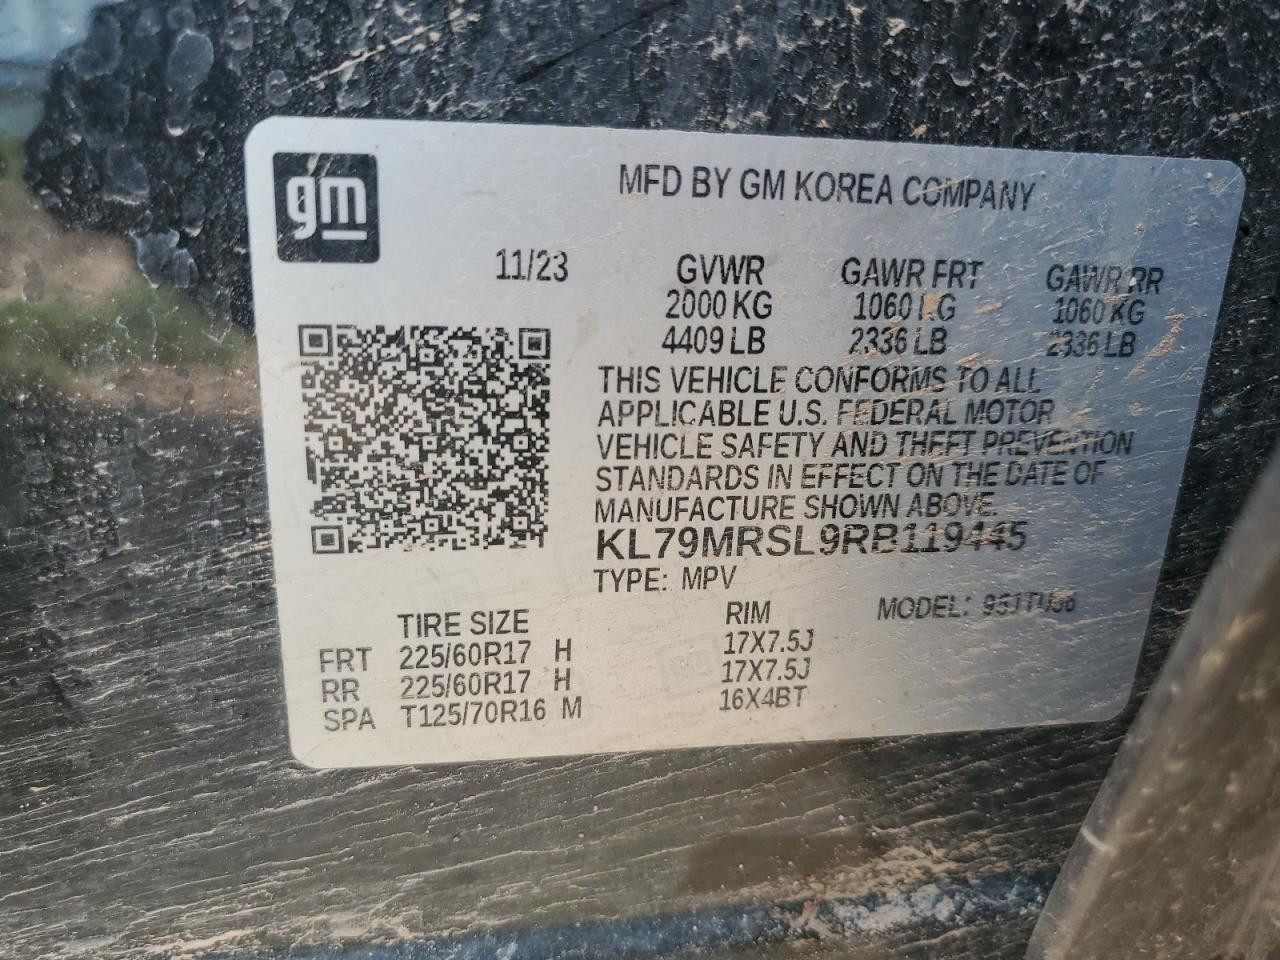 gm
MFD BY GM KOREA COMPANY
11/23
GVWR GAWR FRT GAWR RR
2000 KG 1060 KG 1060 KG
4409 LB 2336 LB 2336 LB
THIS VEHICLE CONFORMS TO ALL
APPLICABLE U.S. FEDERAL MOTOR
VEHICLE SAFETY AND THEFT PREVENTION
STANDARDS IN EFFECT ON THE DATE OF
MANUFACTURE SHOWN ABOVE.
KL79MRSL9RB119445
TYPE: MPV
MODEL:
TIRE SIZE RIM
FRT 225/60R17 H 17X7.5J
RR 225/60R17 H 17X7.5J
SPA T125/70R16 M 16X4BT